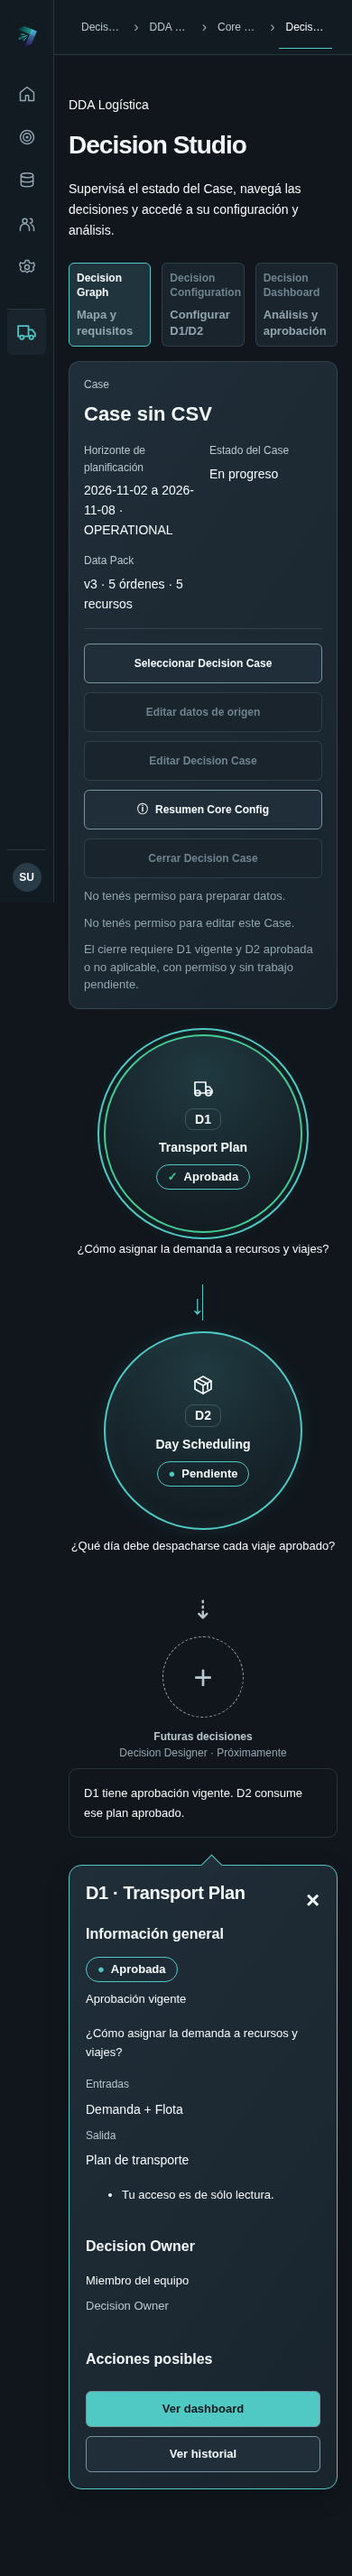 Decis…
DDA …
Core …
Decis…
DDA Logística
Decision Studio
Supervisá el estado del Case, navegá las
decisiones y accedé a su configuración y
análisis.
Decision
Graph
Mapa y
requisitos
Decision
Configuration
Configurar
D1/D2
Decision
Dashboard
Análisis y
aprobación
Case
Case sin CSV
Horizonte de
planificación
2026-11-02 a 2026-
11-08 ·
OPERATIONAL
Estado del Case
En progreso
Data Pack
v3 · 5 órdenes · 5
recursos
Seleccionar Decision Case
Editar datos de origen
Editar Decision Case
Resumen Core Config
Cerrar Decision Case
No tenés permiso para preparar datos.
No tenés permiso para editar este Case.
El cierre requiere D1 vigente y D2 aprobada
o no aplicable, con permiso y sin trabajo
pendiente.
SU
D1
Transport Plan
✓ Aprobada
¿Cómo asignar la demanda a recursos y viajes?
D2
Day Scheduling
● Pendiente
¿Qué día debe despacharse cada viaje aprobado?
Futuras decisiones
Decision Designer · Próximamente
D1 tiene aprobación vigente. D2 consume
ese plan aprobado.
D1 · Transport Plan
Información general
● Aprobada
Aprobación vigente
¿Cómo asignar la demanda a recursos y
viajes?
Entradas
Demanda + Flota
Salida
Plan de transporte
• Tu acceso es de sólo lectura.
Decision Owner
Miembro del equipo
Decision Owner
Acciones posibles
Ver dashboard
Ver historial